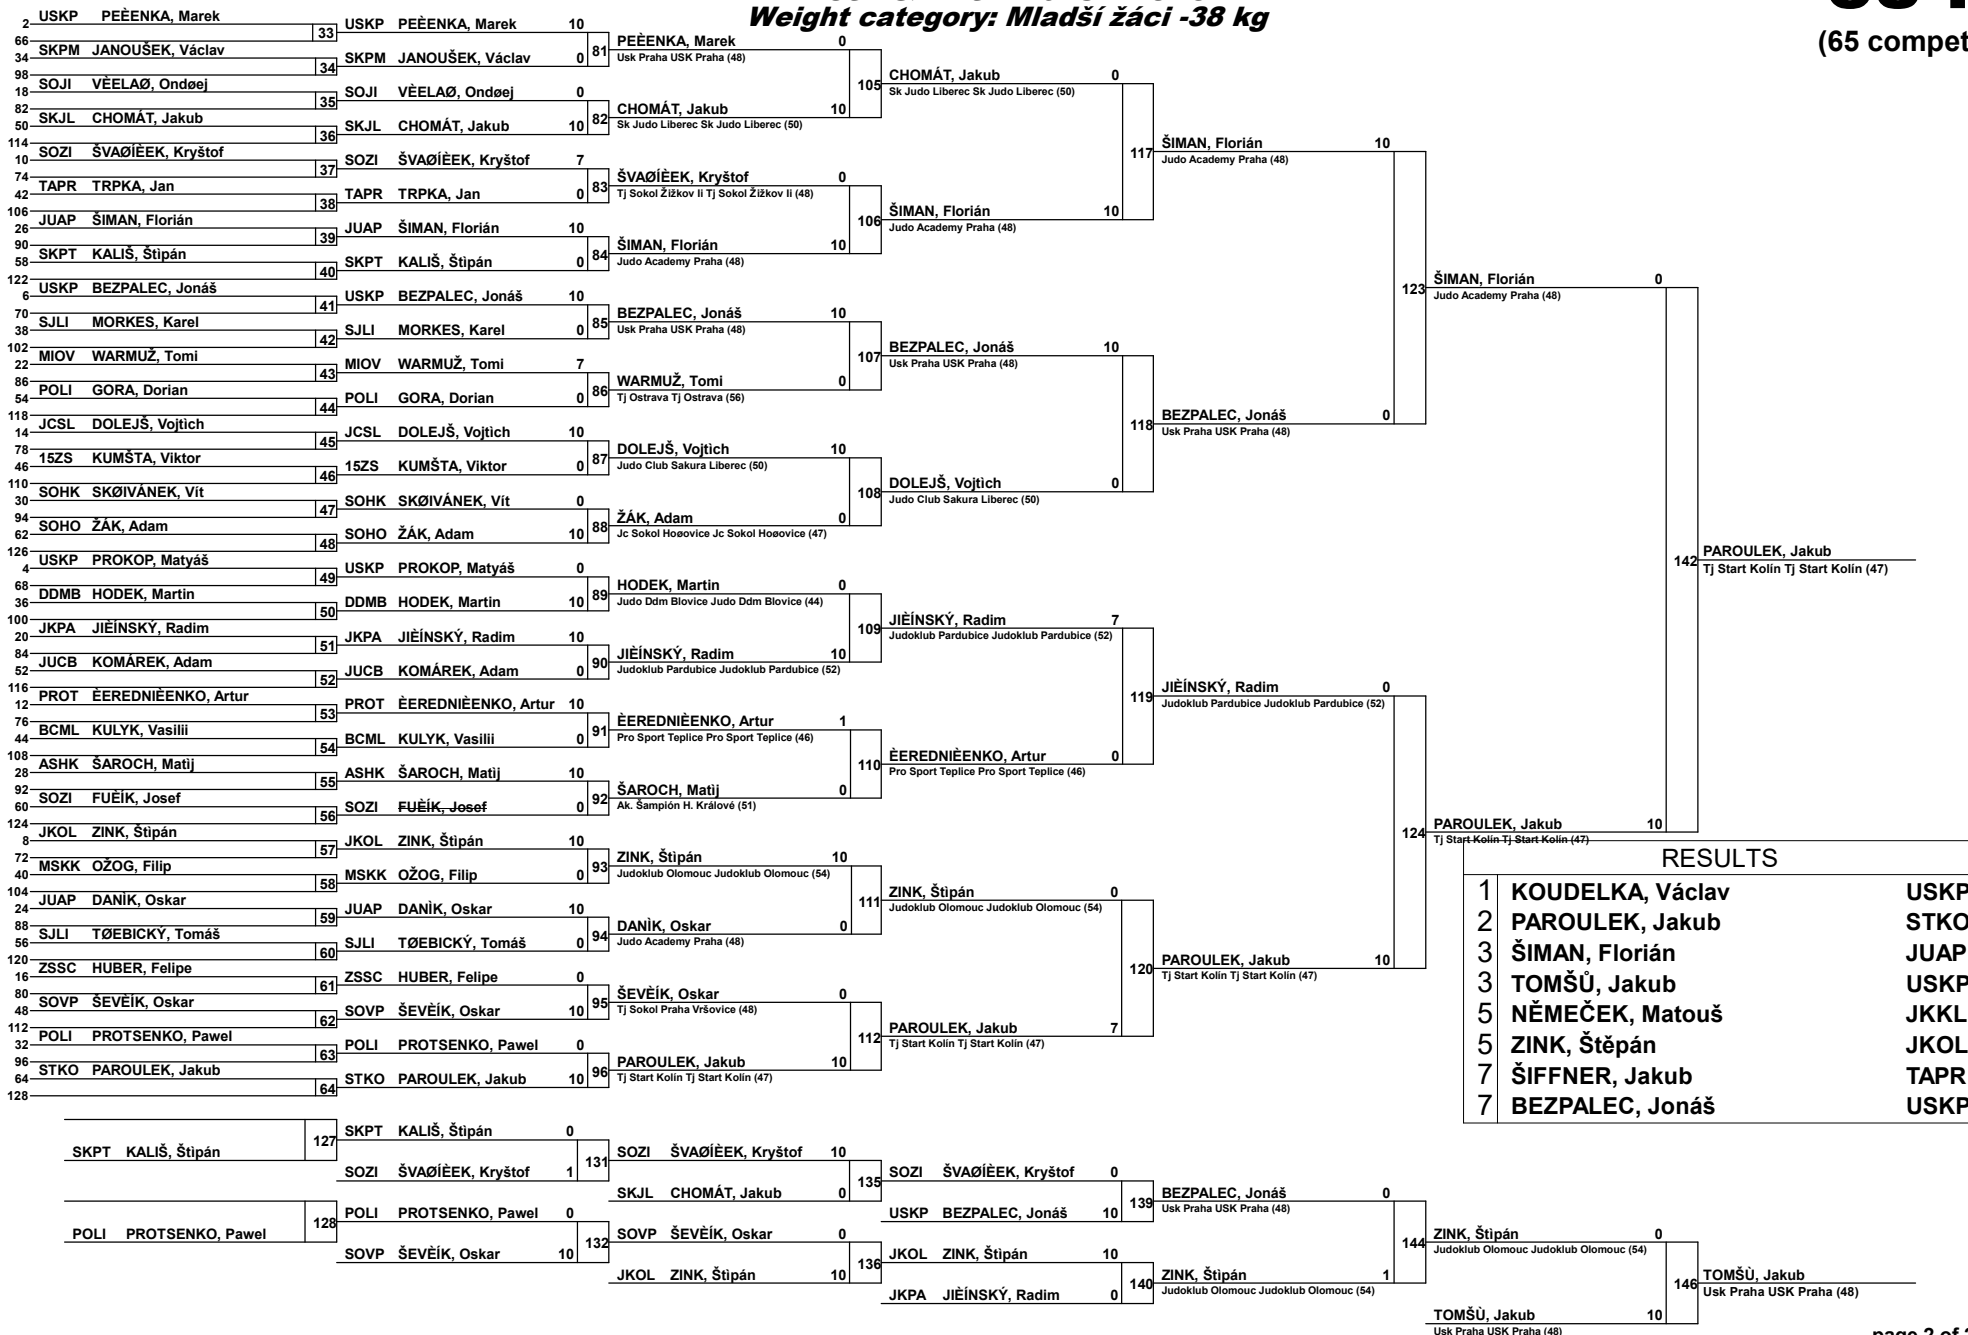 Weight category: Mladší žáci -38 kg
(65 compet
2 USKP PEÈENKA, Marek
66 33
34 SKPM JANOUŠEK, Václav
98 34
18 SOJI VÈELAØ, Ondøej
82 35
50 SKJL CHOMÁT, Jakub
114 36
10 SOZI ŠVAØÍÈEK, Kryštof
74 37
42 TAPR TRPKA, Jan
106 38
26 JUAP ŠIMAN, Florián
90 39
58 SKPT KALIŠ, Štìpán
122 40
6 USKP BEZPALEC, Jonáš
70 41
38 SJLI MORKES, Karel
102 42
22 MIOV WARMUŽ, Tomi
86 43
54 POLI GORA, Dorian
118 44
14 JCSL DOLEJŠ, Vojtìch
78 45
46 15ZS KUMŠTA, Viktor
110 46
30 SOHK SKØIVÁNEK, Vít
94 47
62 SOHO ŽÁK, Adam
126 48
4 USKP PROKOP, Matyáš
68 49
36 DDMB HODEK, Martin
100 50
20 JKPA JIÈÍNSKÝ, Radim
84 51
52 JUCB KOMÁREK, Adam
116 52
12 PROT ÈEREDNIÈENKO, Artur
76 53
44 BCML KULYK, Vasilii
108 54
28 ASHK ŠAROCH, Matìj
92 55
60 SOZI FUÈÍK, Josef
124 56
8 JKOL ZINK, Štìpán
72 57
40 MSKK OŽOG, Filip
104 58
24 JUAP DANÌK, Oskar
88 59
56 SJLI TØEBICKÝ, Tomáš
120 60
16 ZSSC HUBER, Felipe
80 61
48 SOVP ŠEVÈÍK, Oskar
112 62
32 POLI PROTSENKO, Pawel
96 63
64 STKO PAROULEK, Jakub
128 64
USKP PEÈENKA, Marek 10
SKPM JANOUŠEK, Václav 0 81
SOJI VÈELAØ, Ondøej 0
SKJL CHOMÁT, Jakub 10 82
SOZI ŠVAØÍÈEK, Kryštof 7
TAPR TRPKA, Jan 0 83
JUAP ŠIMAN, Florián 10
SKPT KALIŠ, Štìpán 0 84
USKP BEZPALEC, Jonáš 10
SJLI MORKES, Karel 0 85
MIOV WARMUŽ, Tomi 7
POLI GORA, Dorian 0 86
JCSL DOLEJŠ, Vojtìch 10
15ZS KUMŠTA, Viktor 0 87
SOHK SKØIVÁNEK, Vít 0
SOHO ŽÁK, Adam 10 88
USKP PROKOP, Matyáš 0
DDMB HODEK, Martin 10 89
JKPA JIÈÍNSKÝ, Radim 10
JUCB KOMÁREK, Adam 0 90
PROT ÈEREDNIÈENKO, Artur 10
BCML KULYK, Vasilii 0 91
ASHK ŠAROCH, Matìj 10
SOZI FUÈÍK, Josef 0 92
JKOL ZINK, Štìpán 10
MSKK OŽOG, Filip 0 93
JUAP DANÌK, Oskar 10
SJLI TØEBICKÝ, Tomáš 0 94
ZSSC HUBER, Felipe 0
SOVP ŠEVÈÍK, Oskar 10 95
POLI PROTSENKO, Pawel 0
STKO PAROULEK, Jakub 10 96
PEÈENKA, Marek 0
Usk Praha USK Praha (48)
105
CHOMÁT, Jakub 10
Sk Judo Liberec Sk Judo Liberec (50)
ŠVAØÍÈEK, Kryštof 0
Tj Sokol Žižkov Ii Tj Sokol Žižkov Ii (48)
106
ŠIMAN, Florián 10
Judo Academy Praha (48)
BEZPALEC, Jonáš 10
Usk Praha USK Praha (48)
107
WARMUŽ, Tomi 0
Tj Ostrava Tj Ostrava (56)
DOLEJŠ, Vojtìch 10
Judo Club Sakura Liberec (50)
108
ŽÁK, Adam 0
Jc Sokol Hoøovice Jc Sokol Hoøovice (47)
HODEK, Martin 0
Judo Ddm Blovice Judo Ddm Blovice (44)
109
JIÈÍNSKÝ, Radim 10
Judoklub Pardubice Judoklub Pardubice (52)
ÈEREDNIÈENKO, Artur 1
Pro Sport Teplice Pro Sport Teplice (46)
110
ŠAROCH, Matìj 0
Ak. Šampión H. Králové (51)
ZINK, Štìpán 10
Judoklub Olomouc Judoklub Olomouc (54)
111
DANÌK, Oskar 0
Judo Academy Praha (48)
ŠEVÈÍK, Oskar 0
Tj Sokol Praha Vršovice (48)
112
PAROULEK, Jakub 10
Tj Start Kolín Tj Start Kolín (47)
CHOMÁT, Jakub 0
Sk Judo Liberec Sk Judo Liberec (50)
117
ŠIMAN, Florián 10
Judo Academy Praha (48)
BEZPALEC, Jonáš 10
Usk Praha USK Praha (48)
118
DOLEJŠ, Vojtìch 0
Judo Club Sakura Liberec (50)
JIÈÍNSKÝ, Radim 7
Judoklub Pardubice Judoklub Pardubice (52)
119
ÈEREDNIÈENKO, Artur 0
Pro Sport Teplice Pro Sport Teplice (46)
ZINK, Štìpán 0
Judoklub Olomouc Judoklub Olomouc (54)
120
PAROULEK, Jakub 7
Tj Start Kolín Tj Start Kolín (47)
ŠIMAN, Florián 10
Judo Academy Praha (48)
123
BEZPALEC, Jonáš 0
Usk Praha USK Praha (48)
JIÈÍNSKÝ, Radim 0
Judoklub Pardubice Judoklub Pardubice (52)
124
PAROULEK, Jakub 10
Tj Start Kolín Tj Start Kolín (47)
ŠIMAN, Florián 0
Judo Academy Praha (48)
142
PAROULEK, Jakub 10
Tj Start Kolín Tj Start Kolín (47)
PAROULEK, Jakub
Tj Start Kolín Tj Start Kolín (47)
RESULTS
1 KOUDELKA, Václav USKP
2 PAROULEK, Jakub STKO
3 ŠIMAN, Florián JUAP
3 TOMŠŮ, Jakub USKP
5 NĚMEČEK, Matouš JKKL
5 ZINK, Štěpán JKOL
7 ŠIFFNER, Jakub TAPR
7 BEZPALEC, Jonáš USKP
127
SKPT KALIŠ, Štìpán
128
POLI PROTSENKO, Pawel
SKPT KALIŠ, Štìpán 0
131
SOZI ŠVAØÍÈEK, Kryštof 1
POLI PROTSENKO, Pawel 0
132
SOVP ŠEVÈÍK, Oskar 10
SOZI ŠVAØÍÈEK, Kryštof 10
135
SKJL CHOMÁT, Jakub 0
SOVP ŠEVÈÍK, Oskar 0
136
JKOL ZINK, Štìpán 10
SOZI ŠVAØÍÈEK, Kryštof 0
139
USKP BEZPALEC, Jonáš 10
JKOL ZINK, Štìpán 10
140
JKPA JIÈÍNSKÝ, Radim 0
BEZPALEC, Jonáš 0
Usk Praha USK Praha (48)
144
ZINK, Štìpán 1
Judoklub Olomouc Judoklub Olomouc (54)
ZINK, Štìpán 0
Judoklub Olomouc Judoklub Olomouc (54)
146
TOMŠÙ, Jakub 10
Usk Praha USK Praha (48)
TOMŠÙ, Jakub
Usk Praha USK Praha (48)
page 2 of